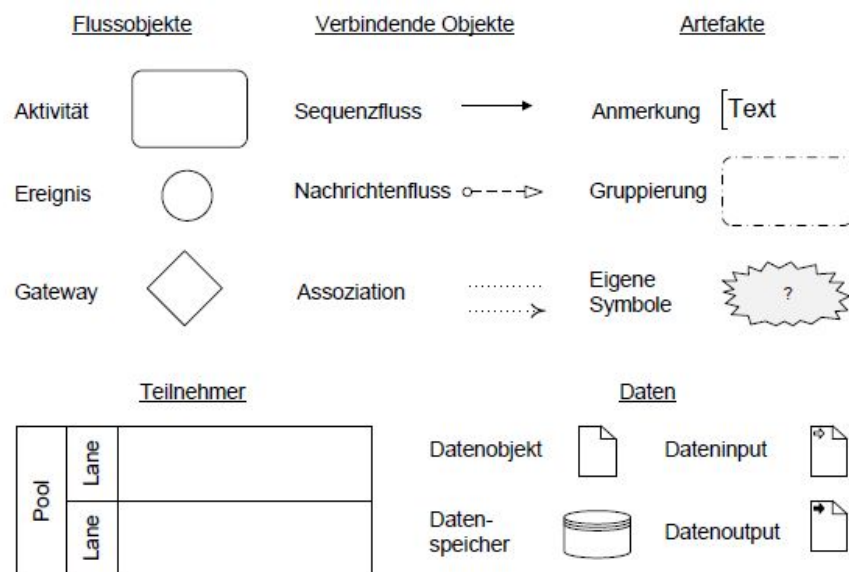 Flussobjekte
Verbindende Objekte
Artefakte
Aktivität
Sequenzfluss
Anmerkung
Text
Ereignis
Nachrichtenfluss
Gruppierung
Gateway
Assoziation
Eigene
Symbole
?
Teilnehmer
Daten
Pool
Lane
Lane
Datenobjekt
Dateninput
Daten-
speicher
Datenoutput